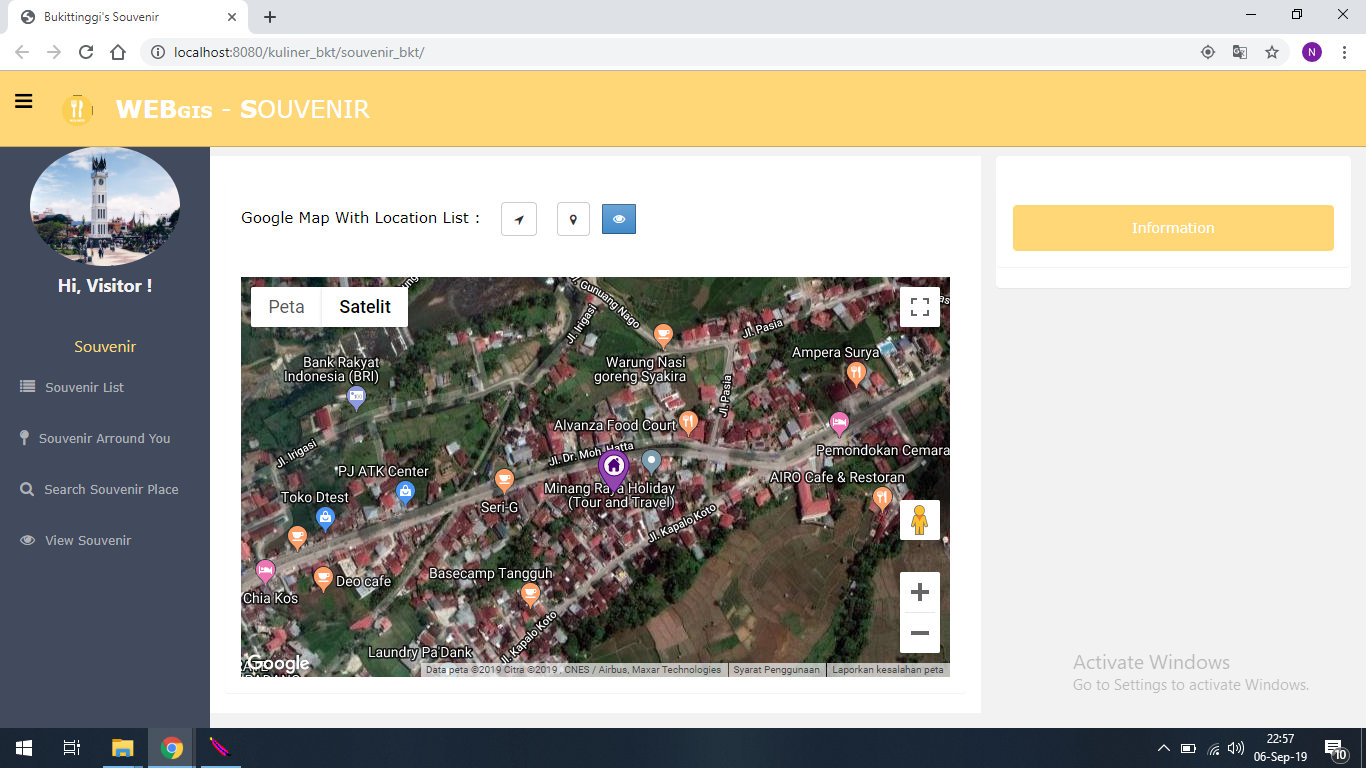 Bukittinggi's Souvenir
localhost:8080/kuliner_bkt/souvenir_bkt/
N
WEBGIS - SOUVENIR
Hi, Visitor !
Souvenir
Souvenir List
Souvenir Arround You
Search Souvenir Place
View Souvenir
Google Map With Location List :
Information
Peta
Satelit
Jl. Gunuang Nago
Jl. Irigasi
Jl. Pasia
Bank Rakyat
Indonesia (BRI)
Warung Nasi
goreng Syakira
Ampera Surya
Jl. Pasia
Alvanza Food Court
Jl. Irigasi
Jl. Dr. Moh. Hatta
Pemondokan Cemara
PJ ATK Center
AIRO Cafe & Restoran
Toko Dtest
Seri-G
Minang Raya Holiday
(Tour and Travel)
Jl. Kapalo Koto
Basecamp Tangguh
Deo cafe
Chia Kos
Jl. Kapalo Koto
Laundry Pa'Dank
Google
Data peta ©2019 Citra ©2019 , CNES / Airbus, Maxar Technologies
Syarat Penggunaan
Laporkan kesalahan peta
Activate Windows
Go to Settings to activate Windows.
22:57
06-Sep-19
10